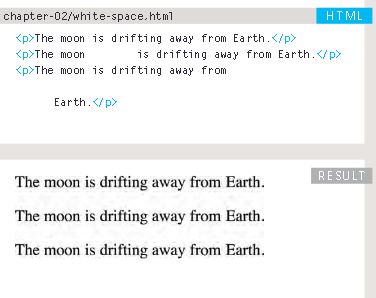 chapter-02/white-space.html HTML
<p>The moon is drifting away from Earth.</p>
<p>The moon        is drifting away from Earth.</p>
<p>The moon is drifting away from
      Earth.</p>
RESULT
The moon is drifting away from Earth.
The moon is drifting away from Earth.
The moon is drifting away from Earth.